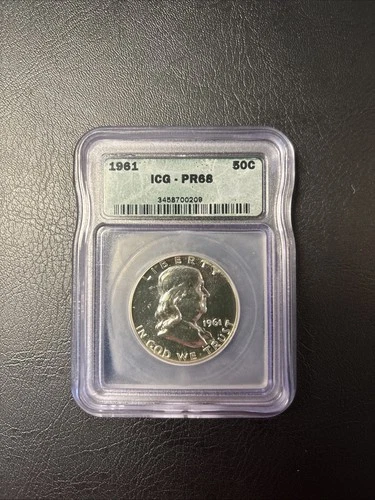 1961 50C
ICG - PR68
3458700209
LIBERTY
1961
IN GOD WE TRUST